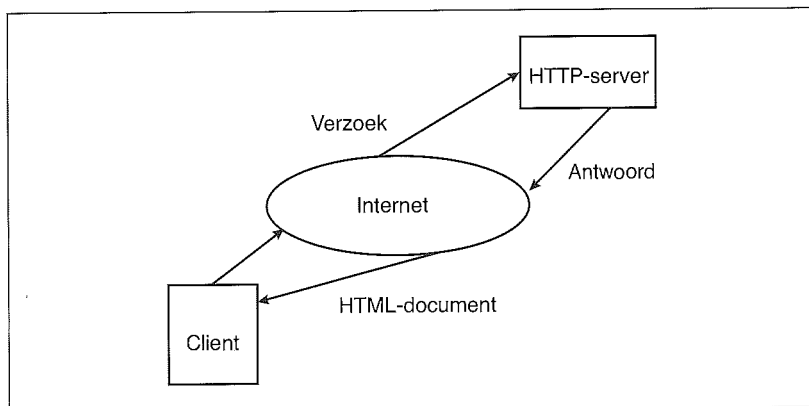 HTTP-server
Verzoek
Antwoord
Internet
HTML-document
Client